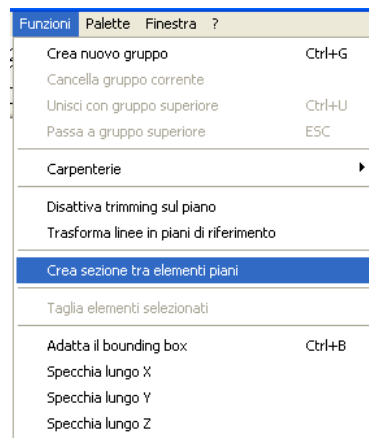 Funzioni Palette Finestra ?
Crea nuovo gruppo Ctrl+G
Cancella gruppo corrente
Unisci con gruppo superiore Ctrl+U
Passa a gruppo superiore ESC
Carpenterie
Disattiva trimming sul piano
Trasforma linee in piani di riferimento
Crea sezione tra elementi piani
Taglia elementi selezionati
Adatta il bounding box Ctrl+B
Specchia lungo X
Specchia lungo Y
Specchia lungo Z